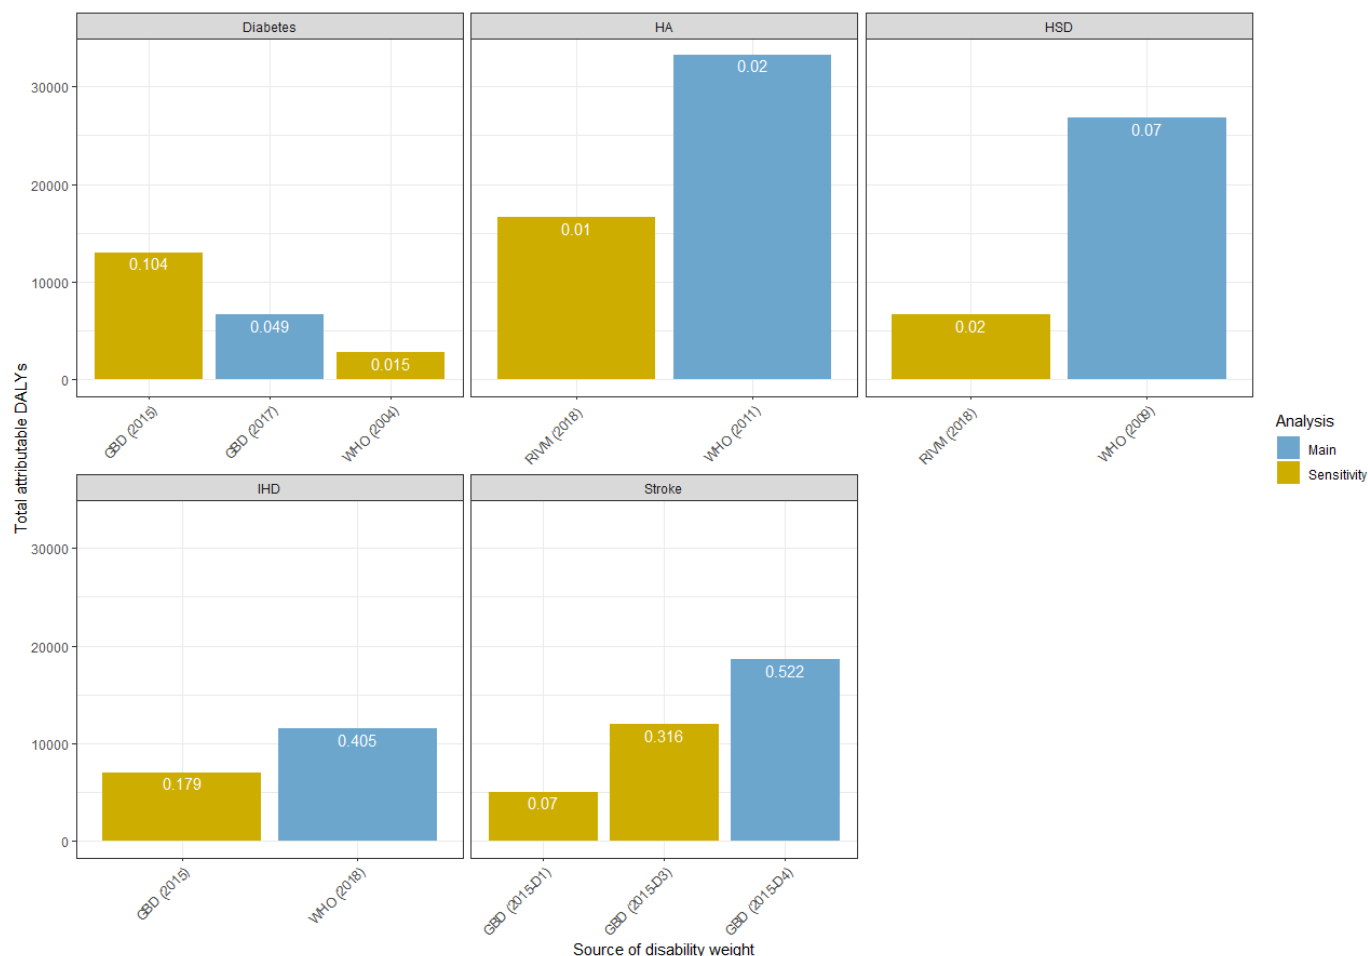 Diabetes
HA
HSD
Total attributable DALYs
30000
20000
10000
0
0.104
0.049
0.015
0.01
0.02
0.02
0.07
GBD (2015)
GBD (2017)
WHO (2004)
RIVM (2018)
WHO (2011)
RIVM (2018)
WHO (2009)
Analysis
Main
Sensitivity
IHD
Stroke
30000
20000
10000
0
0.179
0.405
0.07
0.316
0.522
GBD (2015)
WHO (2018)
GBD (2015-D1)
GBD (2015-D3)
GBD (2015-D4)
Source of disability weight